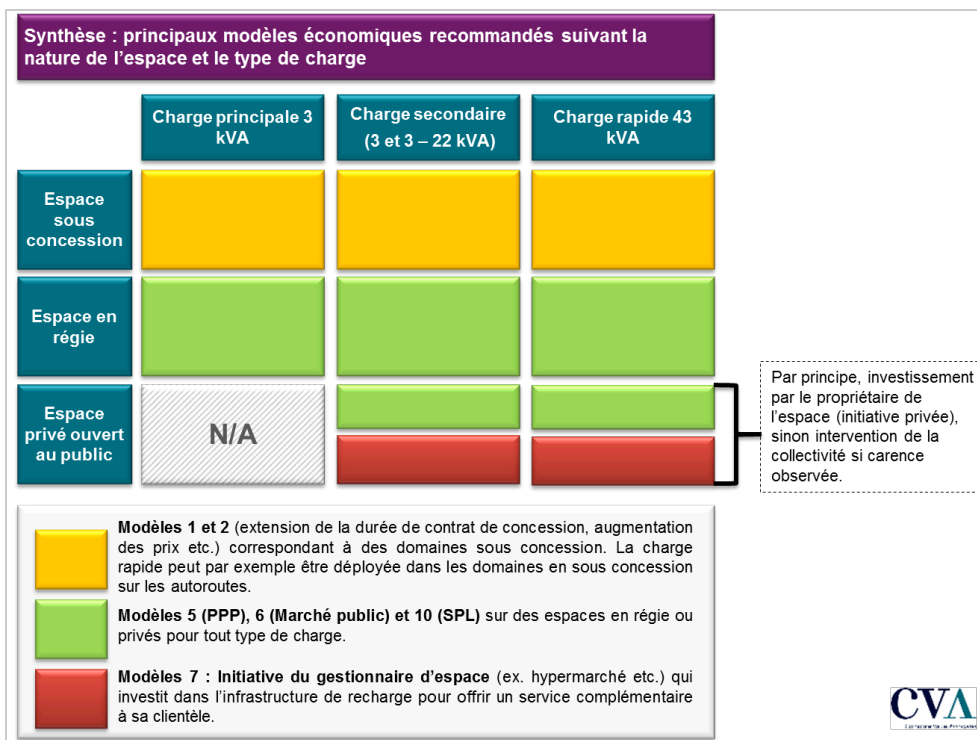 Synthèse : principaux modèles économiques recommandés suivant la
nature de l'espace et le type de charge
Charge principale 3
kVA
Charge secondaire
(3 et 3 – 22 kVA)
Charge rapide 43
kVA
Espace
sous
concession
Espace en
régie
Espace
privé ouvert
au public
N/A
Par principe, investissement
par le propriétaire de
l'espace (initiative privée),
sinon intervention de la
collectivité si carence
observée.
Modèles 1 et 2 (extension de la durée de contrat de concession, augmentation
des prix etc.) correspondant à des domaines sous concession. La charge
rapide peut par exemple être déployée dans les domaines en sous concession
sur les autoroutes.
Modèles 5 (PPP), 6 (Marché public) et 10 (SPL) sur des espaces en régie ou
privés pour tout type de charge.
Modèles 7 : Initiative du gestionnaire d'espace (ex. hypermarché etc.) qui
investit dans l'infrastructure de recharge pour offrir un service complémentaire
à sa clientèle.
CVA